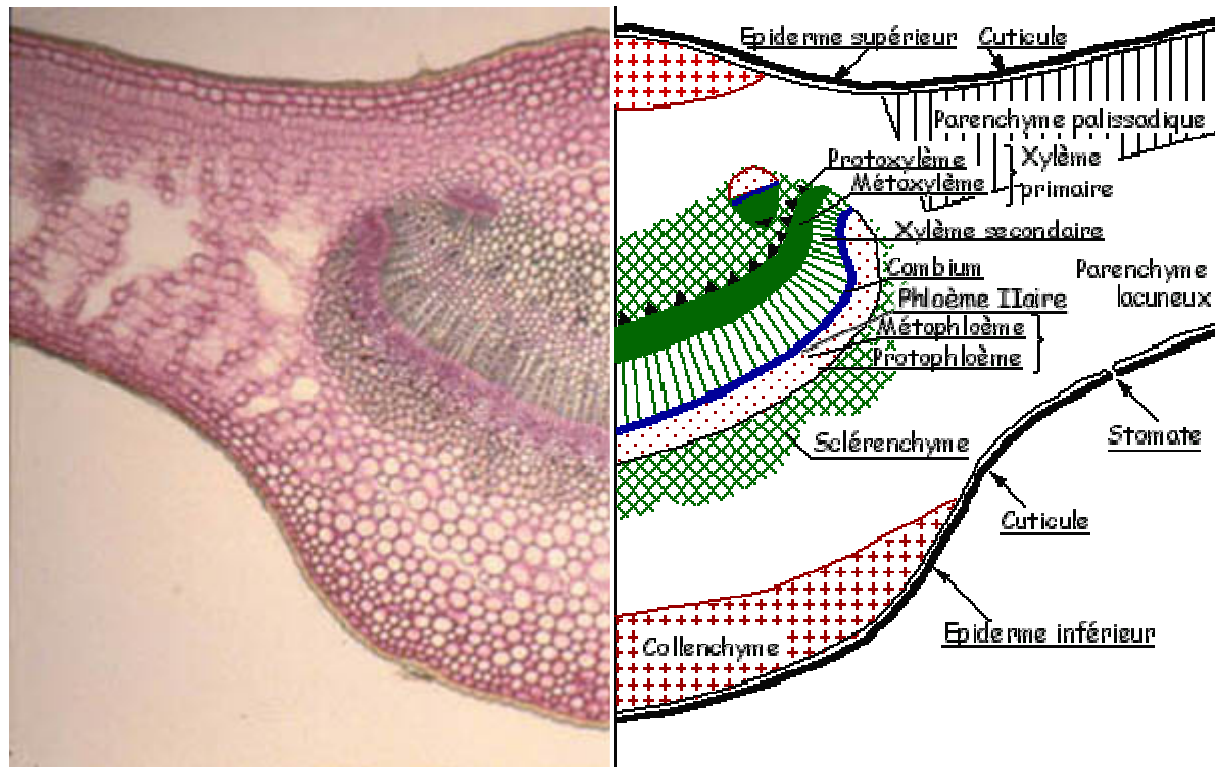 Epiderme supérieur
Cuticule
Parenchyme palissadique
Protoxylème
Xylème
Métaxylème
primaire
Xylème secondaire
Cambium
Parenchyme
lacuneux
Phloème IIaire
Métaphloème
Protophloème
Stomate
Sclérenchyme
Cuticule
Epiderme inférieur
Collenchyme